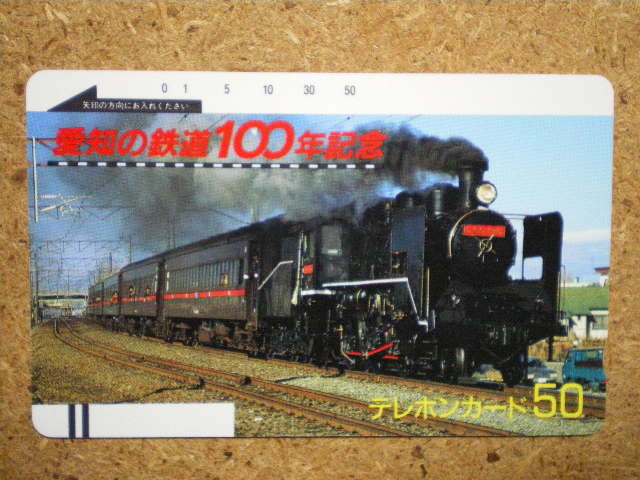 0 1 5 10 30 50
矢印の方向にお入れください
愛知の鉄道100年記念
テレホンカード50